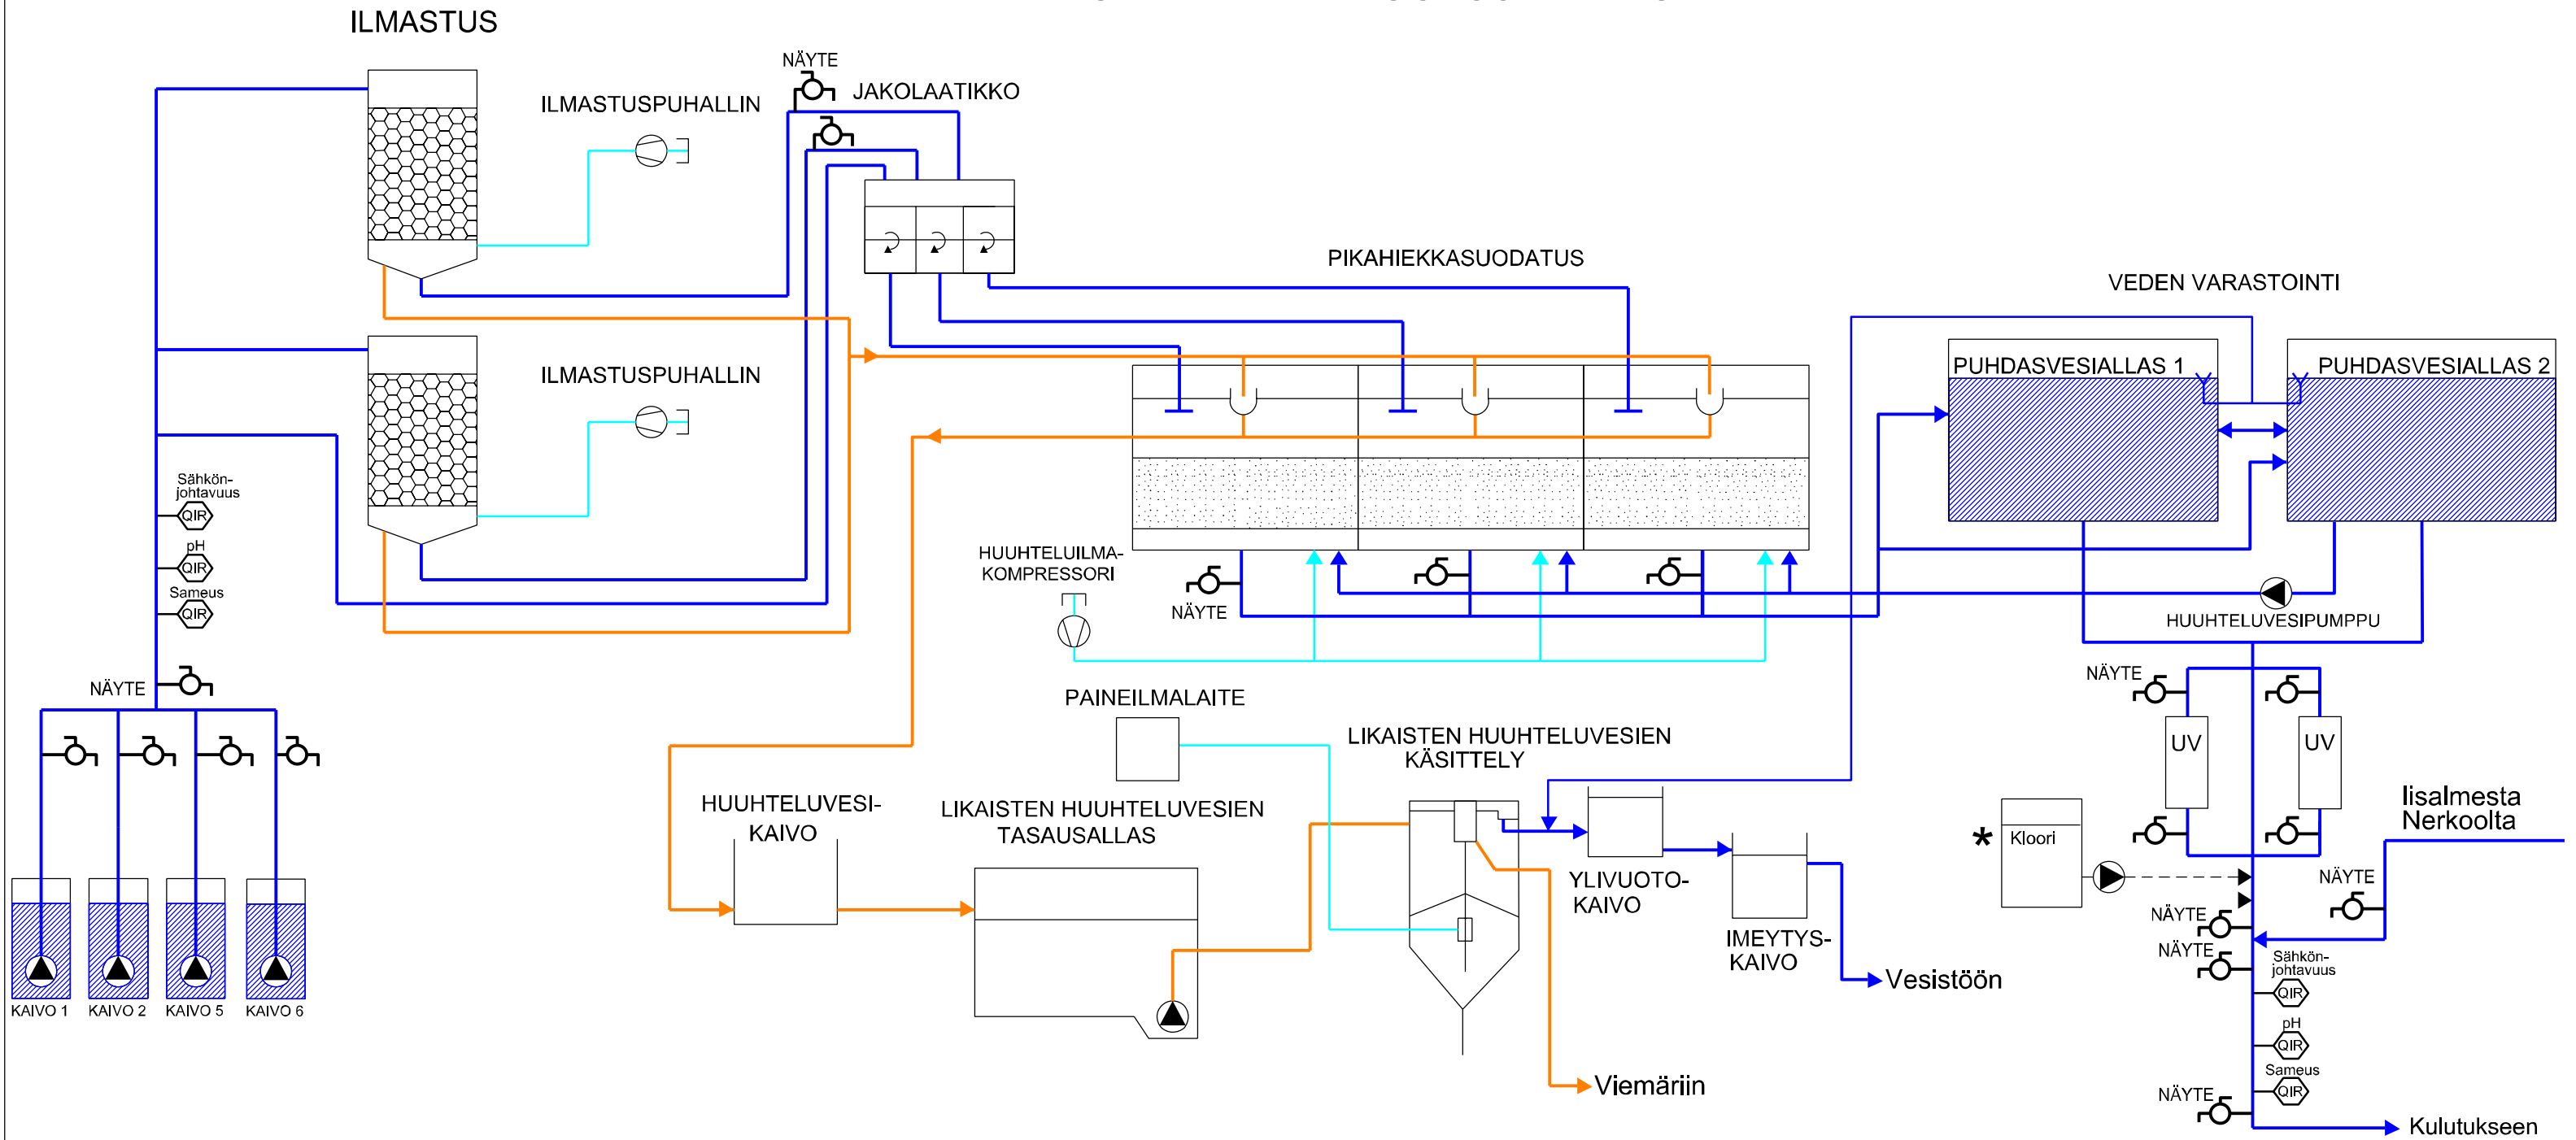 ILMASTUS
NÄYTE
JAKOLAATIKKO
ILMASTUSPUHALLIN
PIKAHIEKKASUODATUS
VEDEN VARASTOINTI
PUHDASVESIALLAS 1
PUHDASVESIALLAS 2
ILMASTUSPUHALLIN
Sähkön-
johtavuus
QIR
pH
QIR
Sameus
QIR
NÄYTE
HUUHTELUILMA-
KOMPRESSORI
NÄYTE
HUUHTELUVESIPUMPPU
PAINEILMALAITE
LIKAISTEN HUUHTELUVESIEN
KÄSITTELY
NÄYTE
UV
UV
HUUHTELUVESI-
KAIVO
LIKAISTEN HUUHTELUVESIEN
TASAUSALLAS
Iisalmesta
Nerkoolta
* Kloori
YLIVUOTO-
KAIVO
NÄYTE
NÄYTE
IMEYTYS-
KAIVO
NÄYTE
Sähkön-
johtavuus
QIR
Vesistöön
KAIVO 1
KAIVO 2
KAIVO 5
KAIVO 6
pH
QIR
Sameus
QIR
Viemäriin
NÄYTE
Kulutukseen